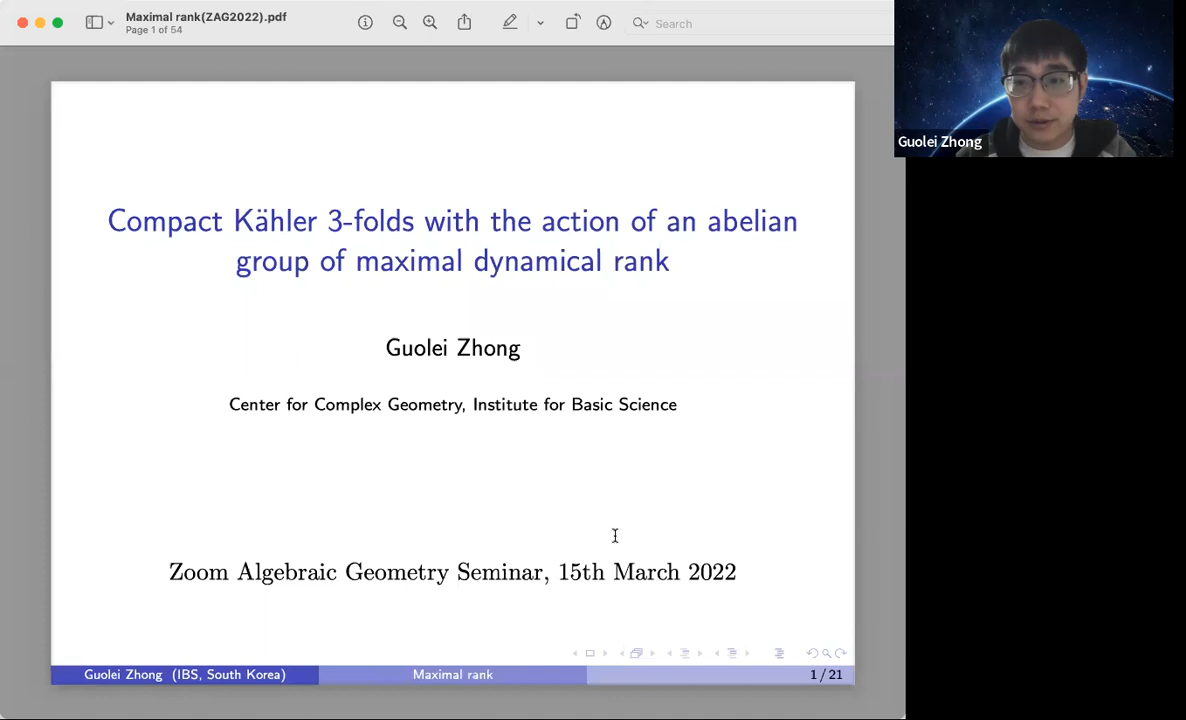 Maximal rank(ZAG2022).pdf
Page 1 of 54
Search
Guolei Zhong
Compact Kähler 3-folds with the action of an abelian
group of maximal dynamical rank
Guolei Zhong
Center for Complex Geometry, Institute for Basic Science
Zoom Algebraic Geometry Seminar, 15th March 2022
Guolei Zhong (IBS, South Korea)
Maximal rank
1 / 21